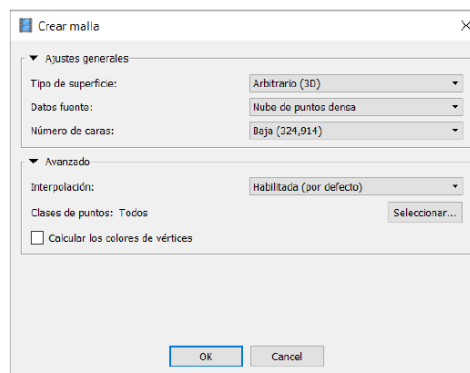 Crear malla
Ajustes generales
Tipo de superficie: Arbitrario (3D)
Datos fuente: Nube de puntos densa
Número de caras: Baja (324,914)
Avanzado
Interpolación: Habilitada (por defecto)
Clases de puntos: Todos Seleccionar...
Calcular los colores de vértices
OK Cancel